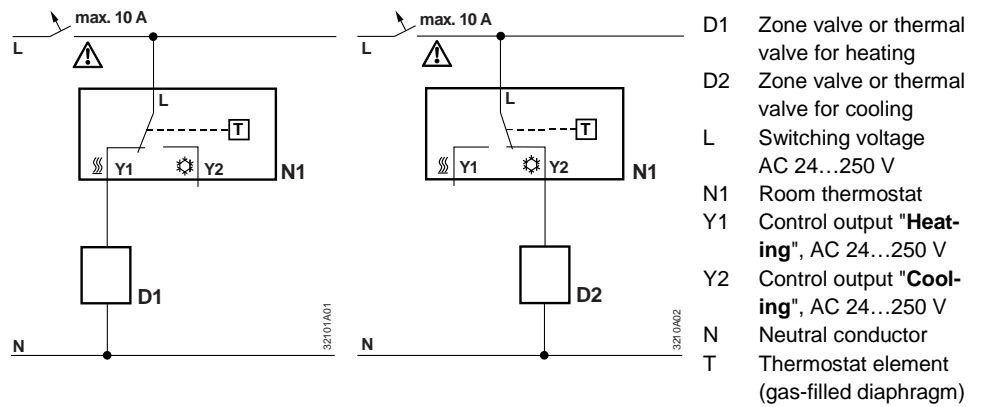 max. 10 A
L
L
T
Y1
Y2
N1
D1
32101A01
N
max. 10 A
L
L
T
Y1
Y2
N1
D2
3210A02
N
D1 Zone valve or thermal
valve for heating
D2 Zone valve or thermal
valve for cooling
L Switching voltage
AC 24…250 V
N1 Room thermostat
Y1 Control output "Heat-
ing", AC 24…250 V
Y2 Control output "Cool-
ing", AC 24…250 V
N Neutral conductor
T Thermostat element
(gas-filled diaphragm)